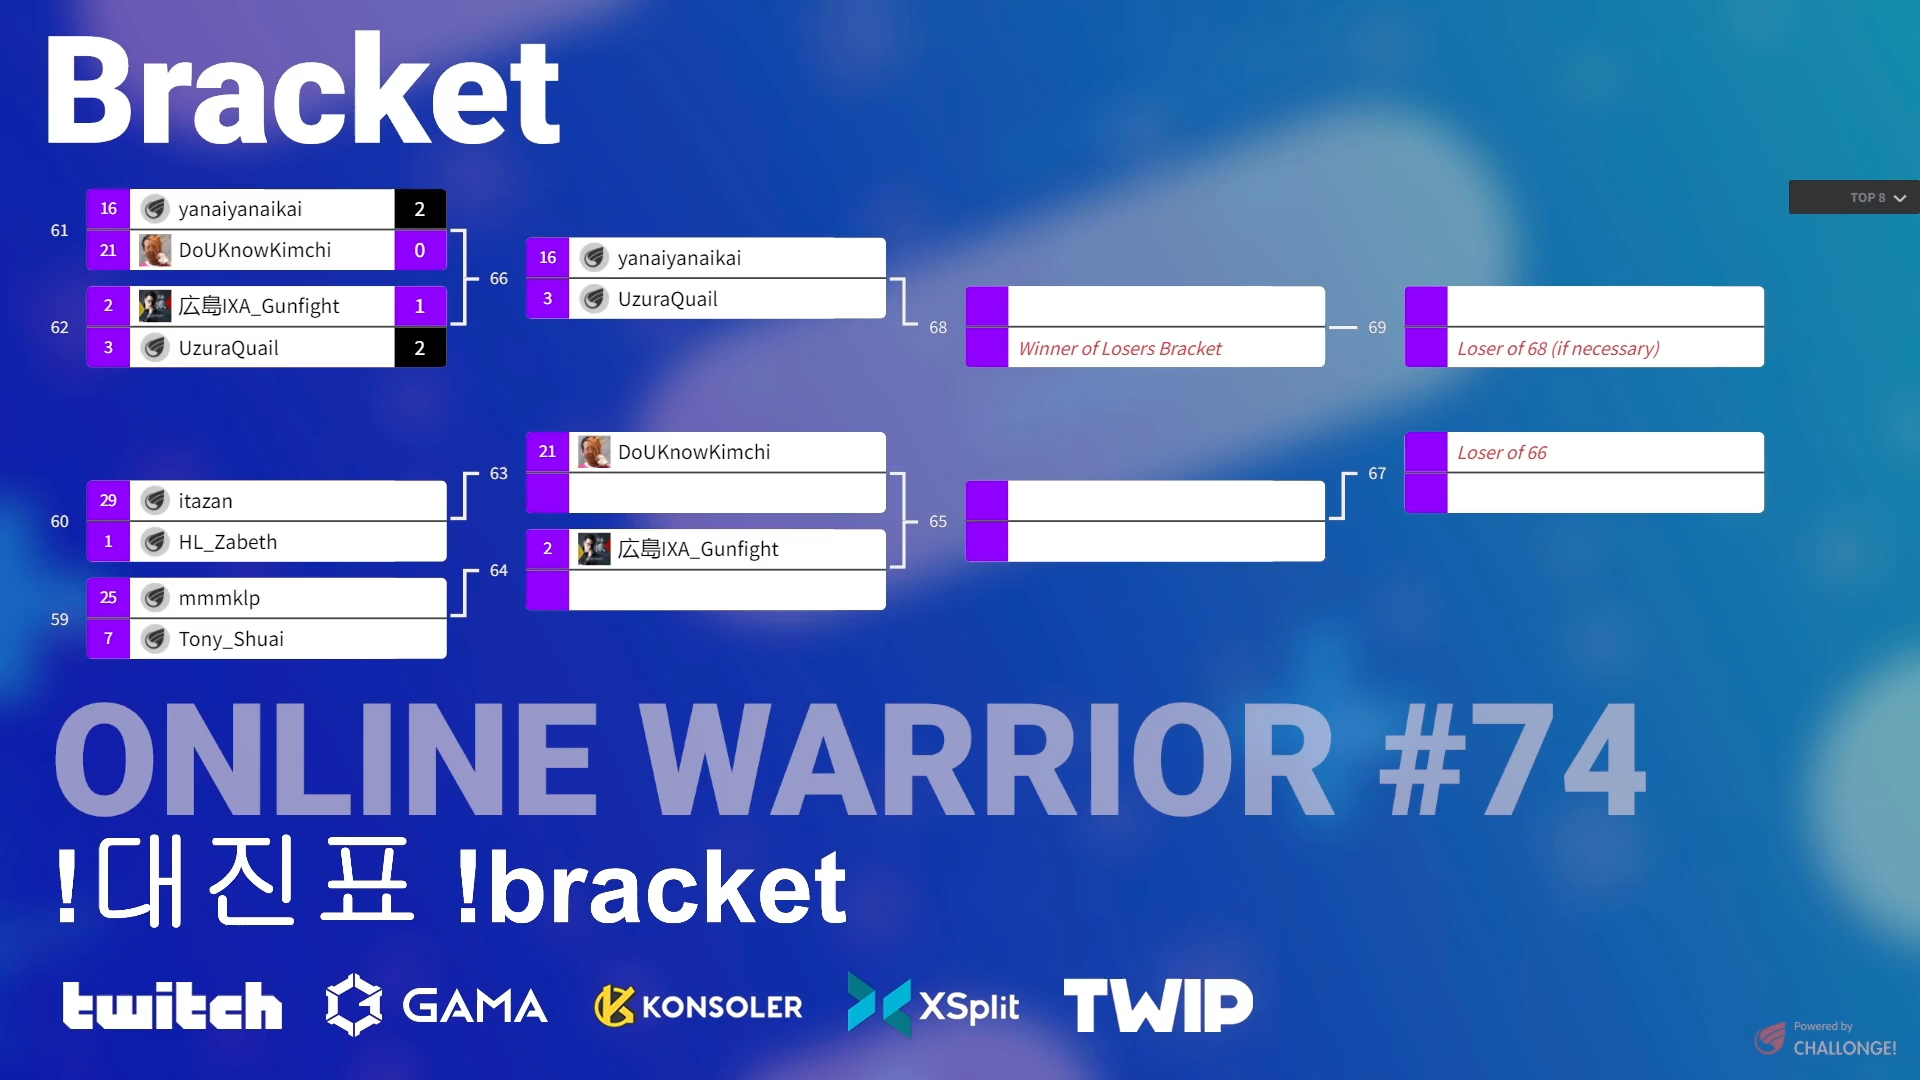 Bracket
TOP 8
61
16 yanaiyanaikai 2
21 DoUKnowKimchi 0
62
2 広島IXA_Gunfight 1
3 UzuraQuail 2
66
16 yanaiyanaikai
3 UzuraQuail
68
Winner of Losers Bracket
69
Loser of 68 (if necessary)
60
29 itazan
1 HL_Zabeth
59
25 mmmklp
7 Tony_Shuai
63
21 DoUKnowKimchi
64
2 広島IXA_Gunfight
65
67
Loser of 66
ONLINE WARRIOR #74
!대진표 !bracket
twitch GAMA KONSOLER XSplit TWIP
Powered by
CHALLONGE!